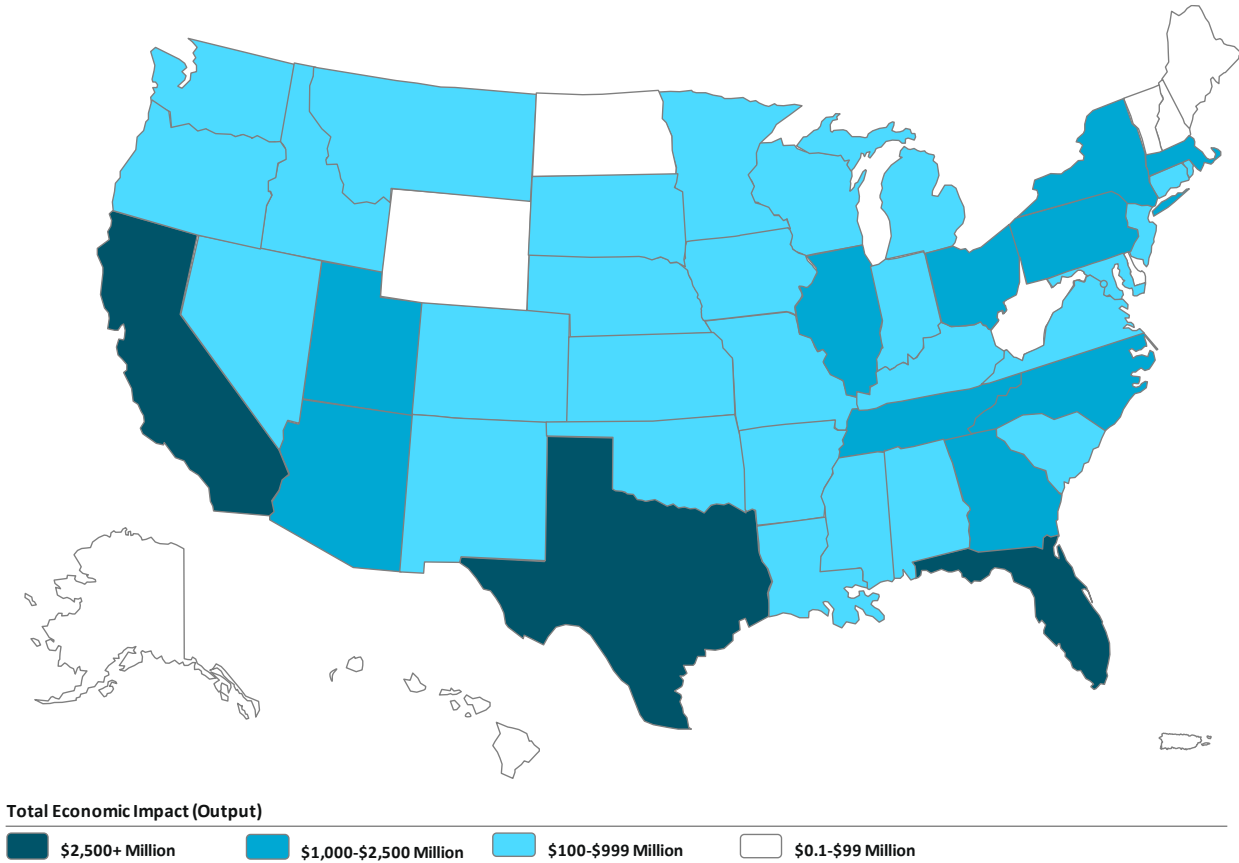 Total Economic Impact (Output)
$2,500+ Million
$1,000-$2,500 Million
$100-$999 Million
$0.1-$99 Million